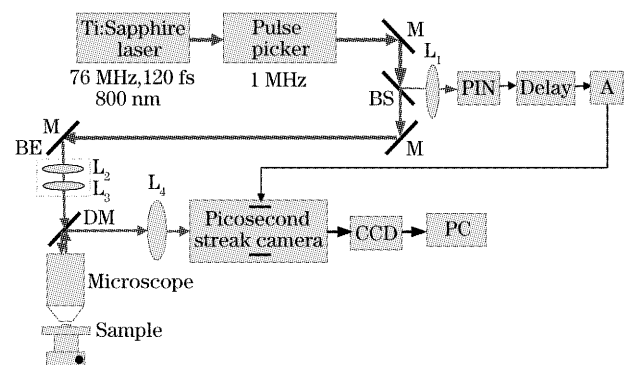 Ti:Sapphire
laser
Pulse
picker
M
L1
76 MHz,120 fs
800 nm
1 MHz
BS
PIN
Delay
A
M
BE
M
L2
L3
L4
DM
Picosecond
streak camera
CCD
PC
Microscope
Sample